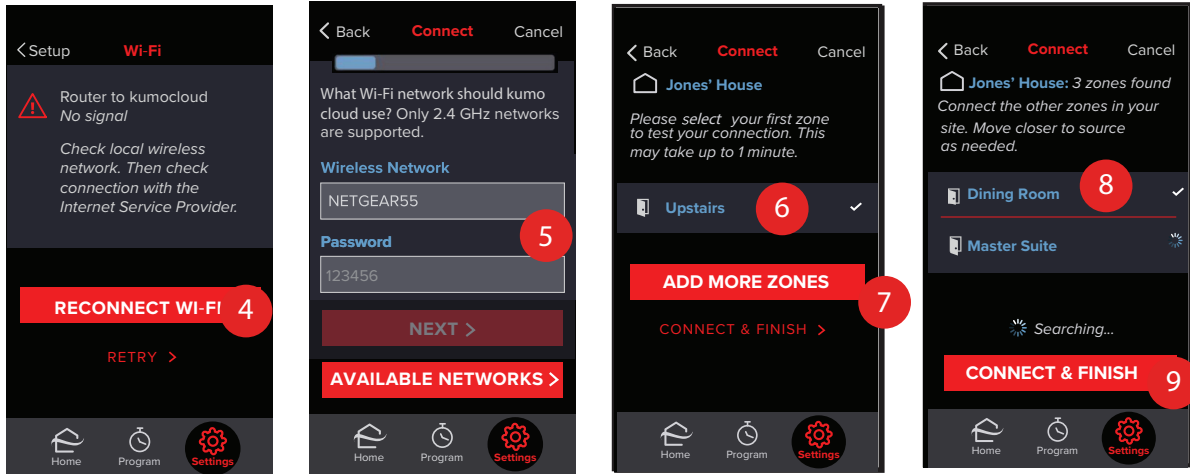 Setup Wi-Fi
Router to kumocloud
No signal
Check local wireless
network. Then check
connection with the
Internet Service Provider.
RECONNECT WI-FI
4
RETRY >
Home Program Settings
Back Connect Cancel
What Wi-Fi network should kumo
cloud use? Only 2.4 GHz networks
are supported.
Wireless Network
NETGEAR55
Password
5
123456
NEXT >
AVAILABLE NETWORKS >
Home Program Settings
Back Connect Cancel
Jones’ House
Please select your first zone
to test your connection. This
may take up to 1 minute.
Upstairs
6
ADD MORE ZONES
7
CONNECT & FINISH >
Home Program Settings
Back Connect Cancel
Jones’ House: 3 zones found
Connect the other zones in your
site. Move closer to source
as needed.
Dining Room
8
Master Suite
Searching...
CONNECT & FINISH
9
Home Program Settings